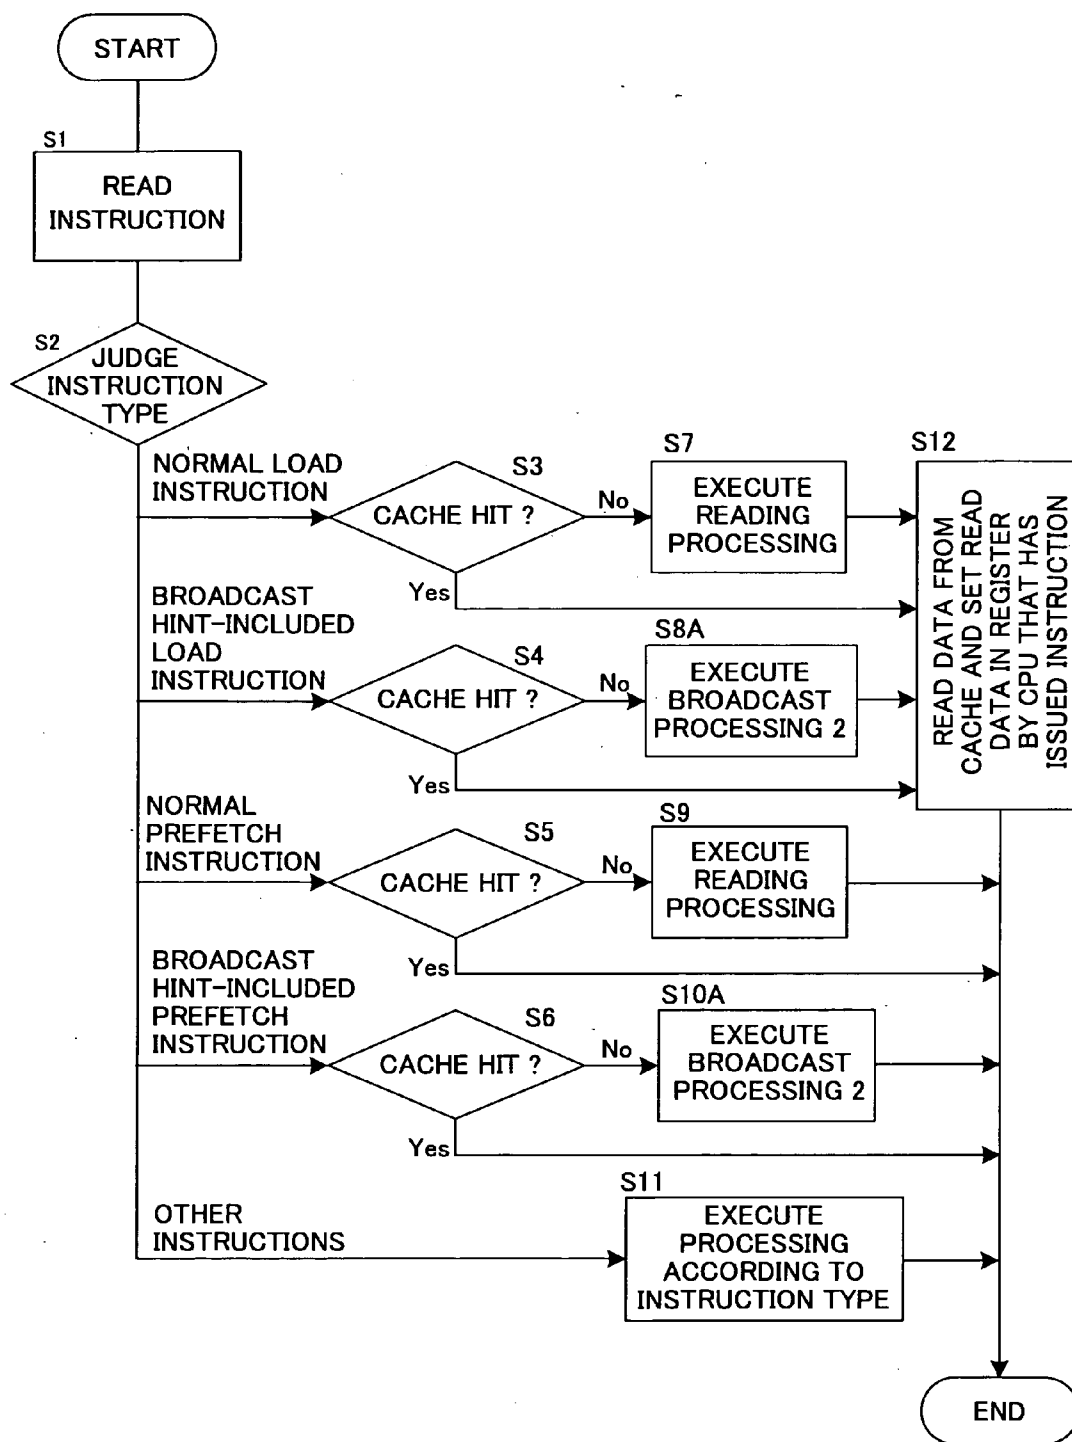 START
S1
READ
INSTRUCTION
S2
JUDGE
INSTRUCTION
TYPE
NORMAL LOAD
INSTRUCTION
S3
CACHE HIT ?
No
Yes
S7
EXECUTE
READING
PROCESSING
S12
READ DATA FROM
CACHE AND SET READ
DATA IN REGISTER
BY CPU THAT HAS
ISSUED INSTRUCTION
BROADCAST
HINT-INCLUDED
LOAD
INSTRUCTION
S4
CACHE HIT ?
No
Yes
S8A
EXECUTE
BROADCAST
PROCESSING 2
NORMAL
PREFETCH
INSTRUCTION
S5
CACHE HIT ?
No
Yes
S9
EXECUTE
READING
PROCESSING
BROADCAST
HINT-INCLUDED
PREFETCH
INSTRUCTION
S6
CACHE HIT ?
No
Yes
S10A
EXECUTE
BROADCAST
PROCESSING 2
OTHER
INSTRUCTIONS
S11
EXECUTE
PROCESSING
ACCORDING TO
INSTRUCTION TYPE
END